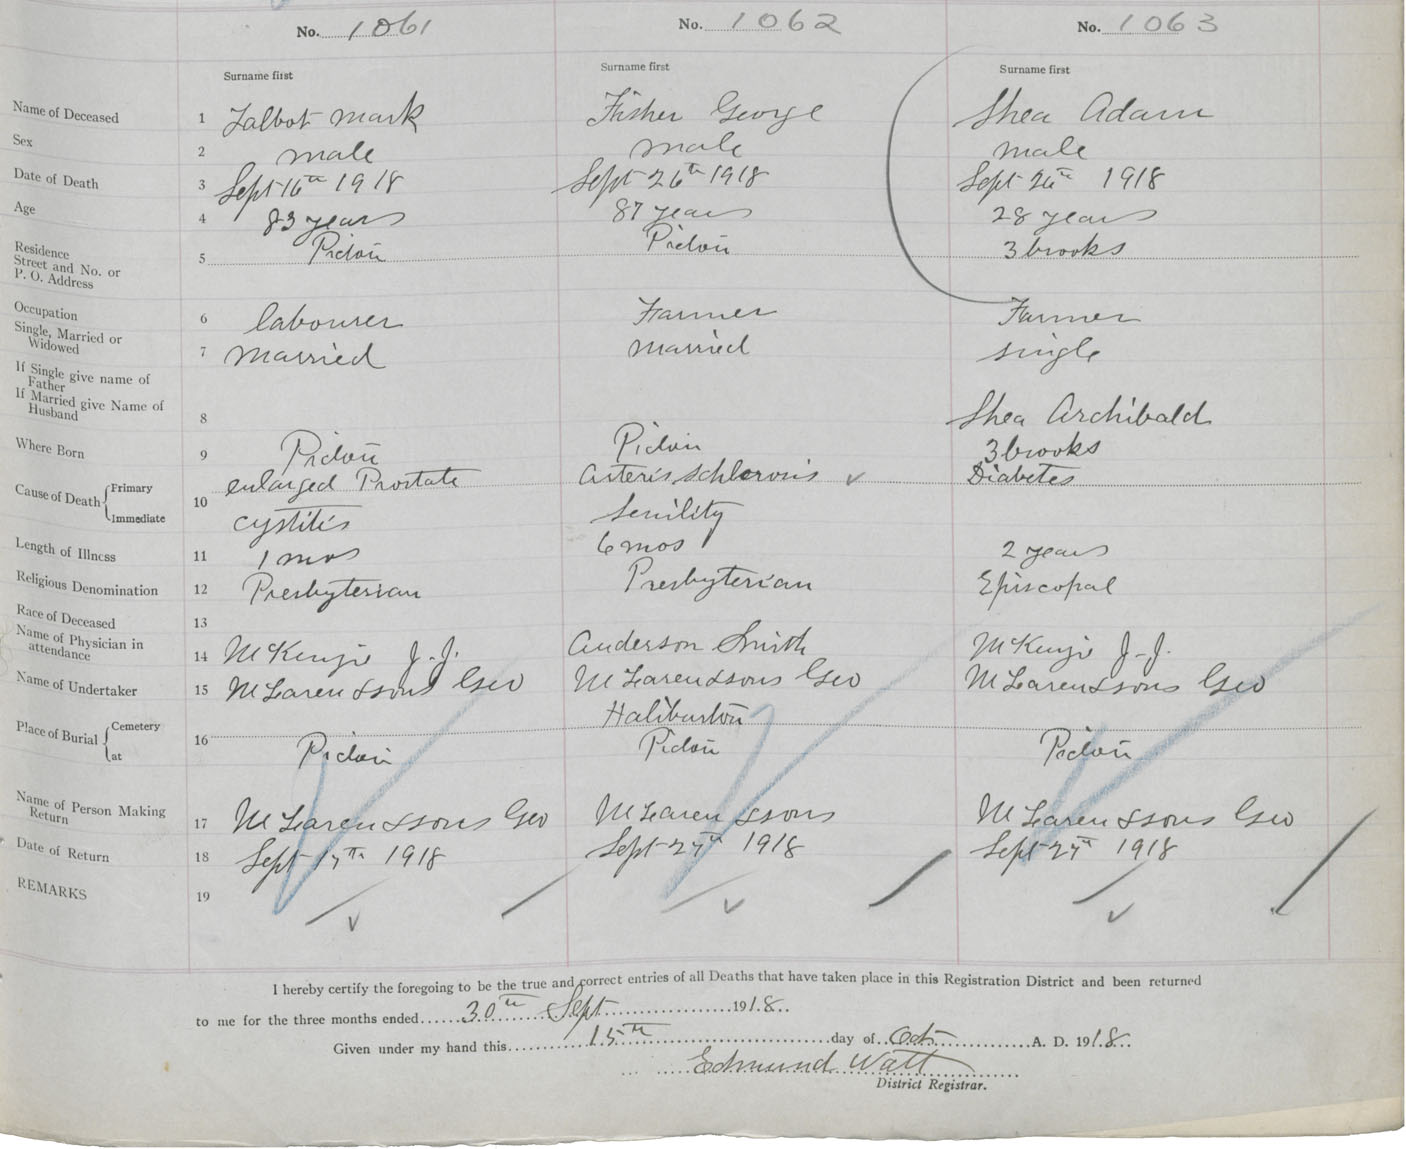 No. 1061 No. 1062 No. 1063
Surname first Surname first Surname first
Name of Deceased 1 Talbot Mark Fisher George Shea Adam
Sex 2 male male male
Date of Death 3 Sept 16th 1918 Sept 26th 1918 Sept 26th 1918
Age 4 83 years 87 years 28 years
Residence
Street and No. or
P. O. Address 5 Pictou Pictou 3 brooks
Occupation 6 labourer Farmer Farmer
Single, Married or
Widowed 7 married married single
If Single give name of
Father
If Married give Name of
Husband 8 Shea Archibald
Where Born 9 Pictou Pictou 3 brooks
Cause of Death Primary 10 enlarged Prostate Arteris schlerosis Diabetes
Immediate cystitis senility
Length of Illness 11 1 mos 6 mos 2 years
Religious Denomination 12 Presbyterian Presbyterian Episcopal
Race of Deceased 13
Name of Physician in
attendance 14 McKenzie J.J. Anderson Smith McKenzie J.J.
Name of Undertaker 15 McLaren & sons Geo McLaren & sons Geo McLaren & sons Geo
Place of Burial Cemetery 16 Haliburton
at Pictou Pictou Pictou
Name of Person Making
Return 17 McLaren & sons Geo McLaren & sons McLaren & sons Geo
Date of Return 18 Sept 17th 1918 Sept 27th 1918 Sept 27th 1918
REMARKS 19
I hereby certify the foregoing to be the true and correct entries of all Deaths that have taken place in this Registration District and been returned
to me for the three months ended 30th Sept 1918.
Given under my hand this 15th day of Oct A. D. 1918.
Edmund Watt
District Registrar.